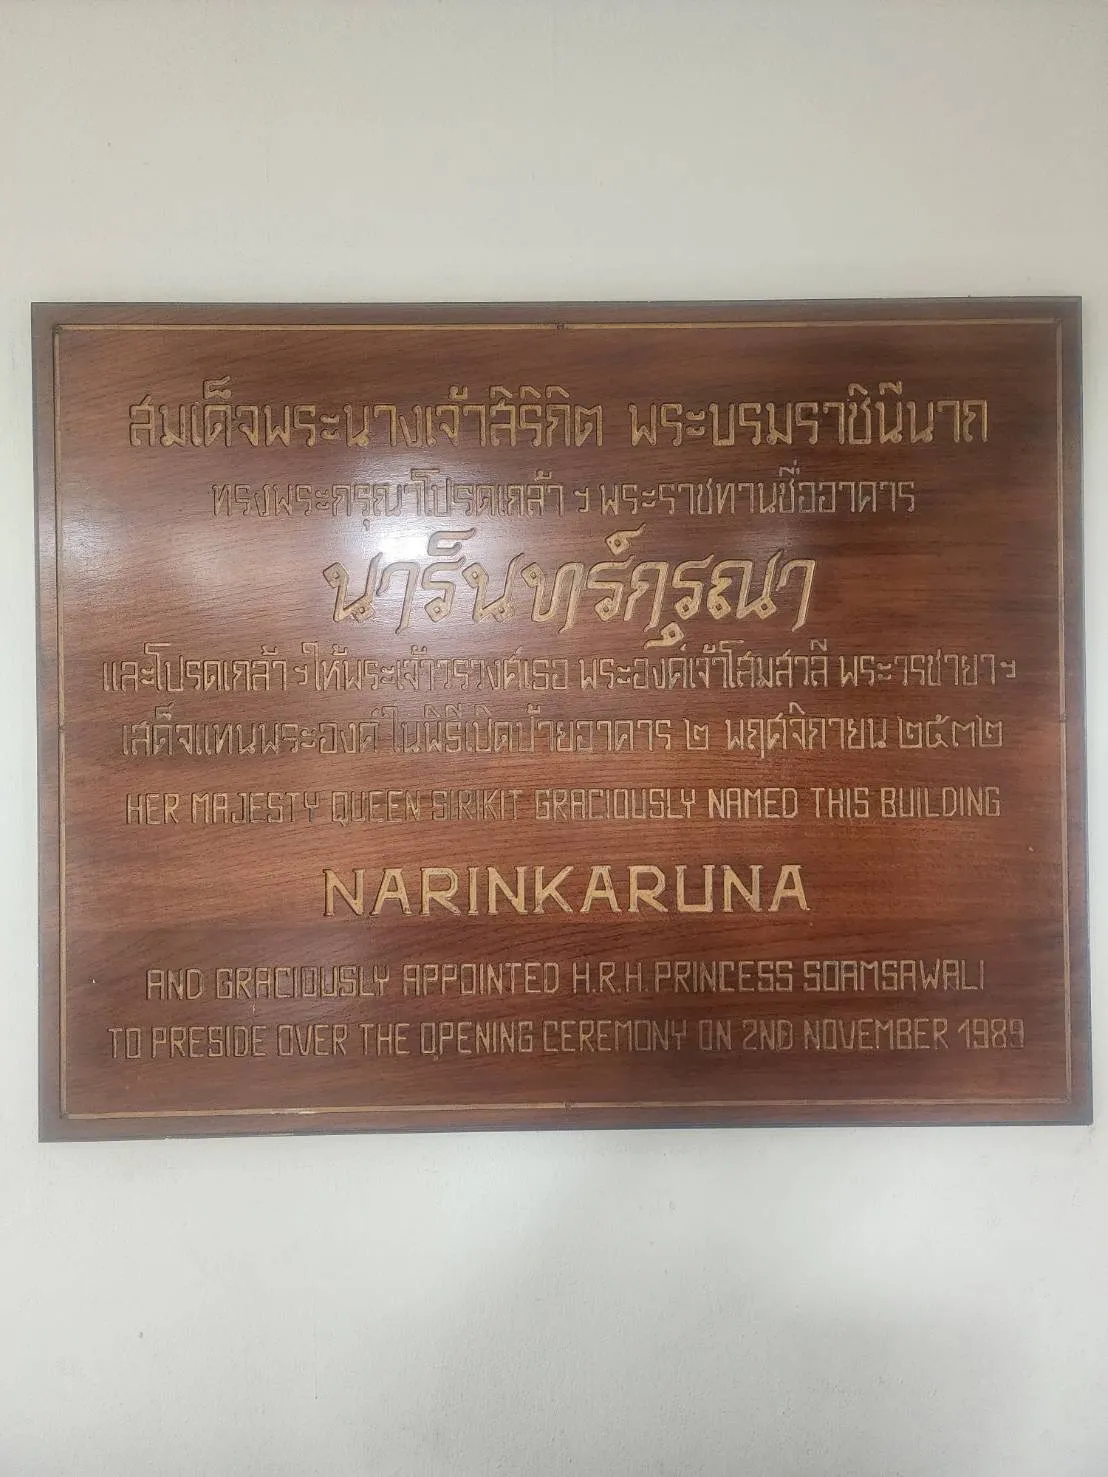 สมเด็จพระนางเจ้าสิริกิต พระบรมราชินีนาถ
ทรงพระกรุณาโปรดเกล้า ฯ พระราชทานชื่ออาคาร
นารีนทร์กรุณา
และโปรดเกล้า ฯ ให้พระเจ้าวรวงศ์เธอ พระองค์เจ้าโสมสวลี พระวรชายาฯ
เสด็จแทนพระองค์ ในพิธีเปิดป้ายอาคาร ๒ พฤศจิกายน ๒๕๓๒
HER MAJESTY QUEEN SIRIKIT GRACIOUSLY NAMED THIS BUILDING
NARINKARUNA
AND GRACIOUSLY APPOINTED H.R.H. PRINCESS SOAMSAWALI
TO PRESIDE OVER THE OPENING CEREMONY ON 2ND NOVEMBER 1989